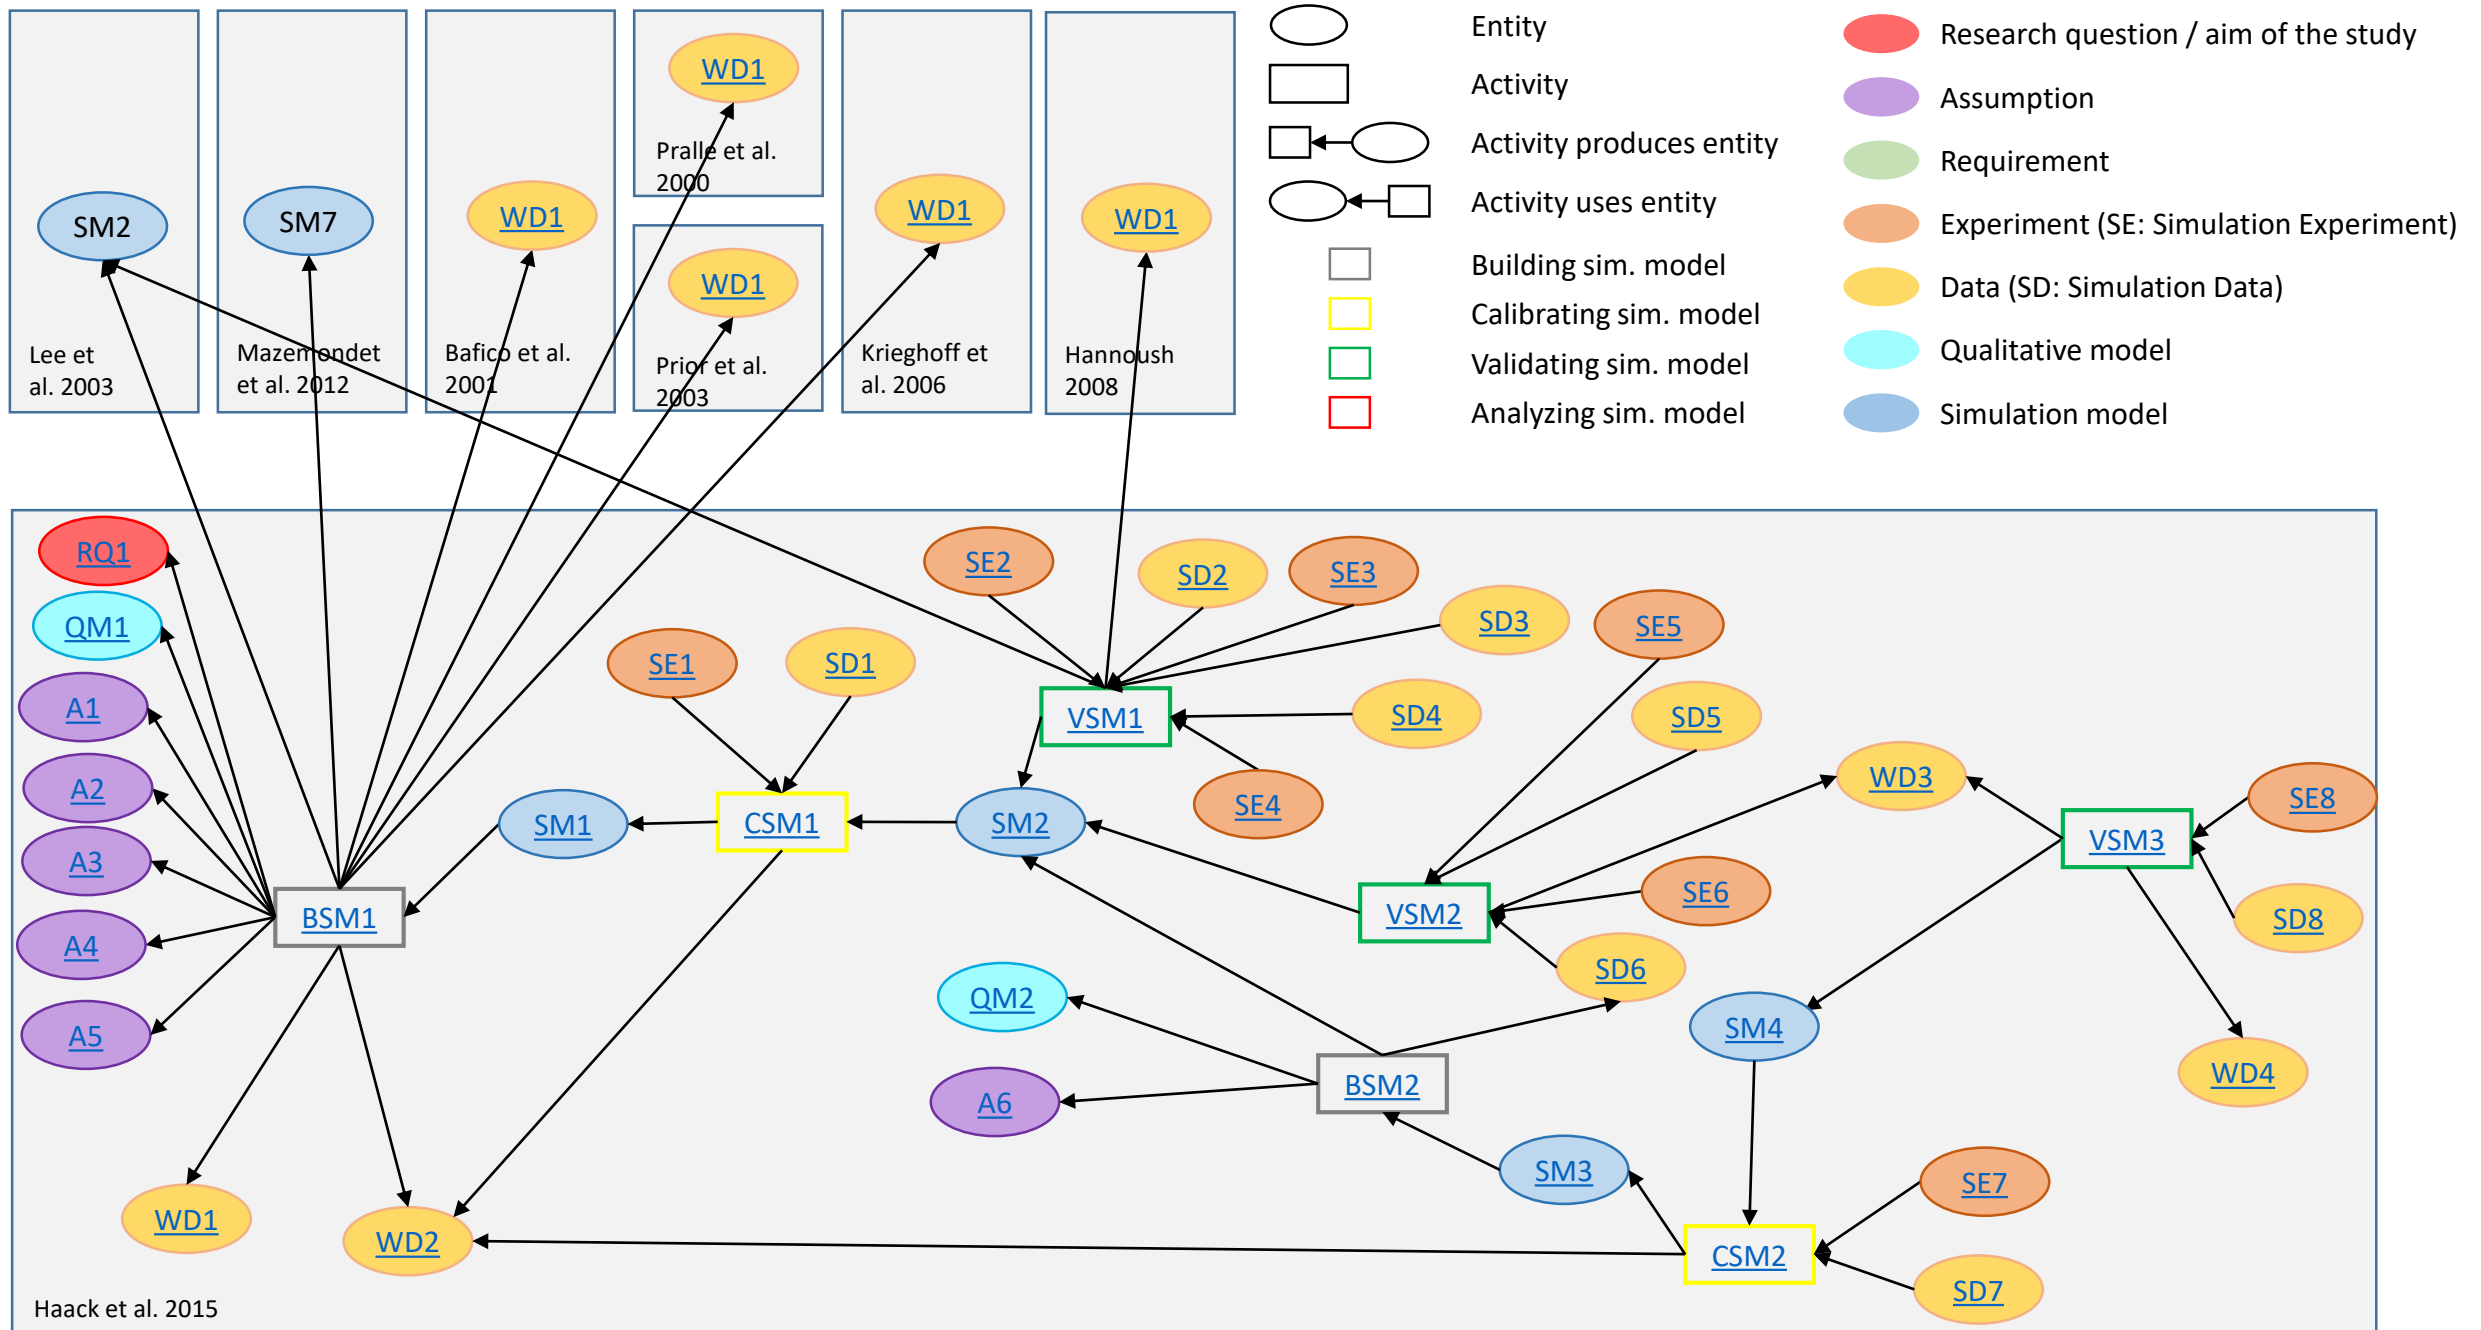 WD1
Pralle et al.
2000
SM2
SM7
WD1
WD1
WD1
WD1
Lee et
al. 2003
Mazemondet
et al. 2012
Bafico et al.
2001
Prior et al.
2003
Krieghoff et
al. 2006
Hannoush
2008
Entity
Activity
Activity produces entity
Activity uses entity
Building sim. model
Calibrating sim. model
Validating sim. model
Analyzing sim. model
Research question / aim of the study
Assumption
Requirement
Experiment (SE: Simulation Experiment)
Data (SD: Simulation Data)
Qualitative model
Simulation model
RQ1
QM1
A1
A2
A3
A4
A5
BSM1
WD1
WD2
SE1
SD1
SM1
CSM1
SM2
SE2
SD2
SE3
SD3
VSM1
SD4
SE4
SE5
SD5
WD3
VSM2
SE6
SD6
VSM3
SE8
SD8
QM2
A6
BSM2
SM4
WD4
SM3
SE7
CSM2
SD7
Haack et al. 2015